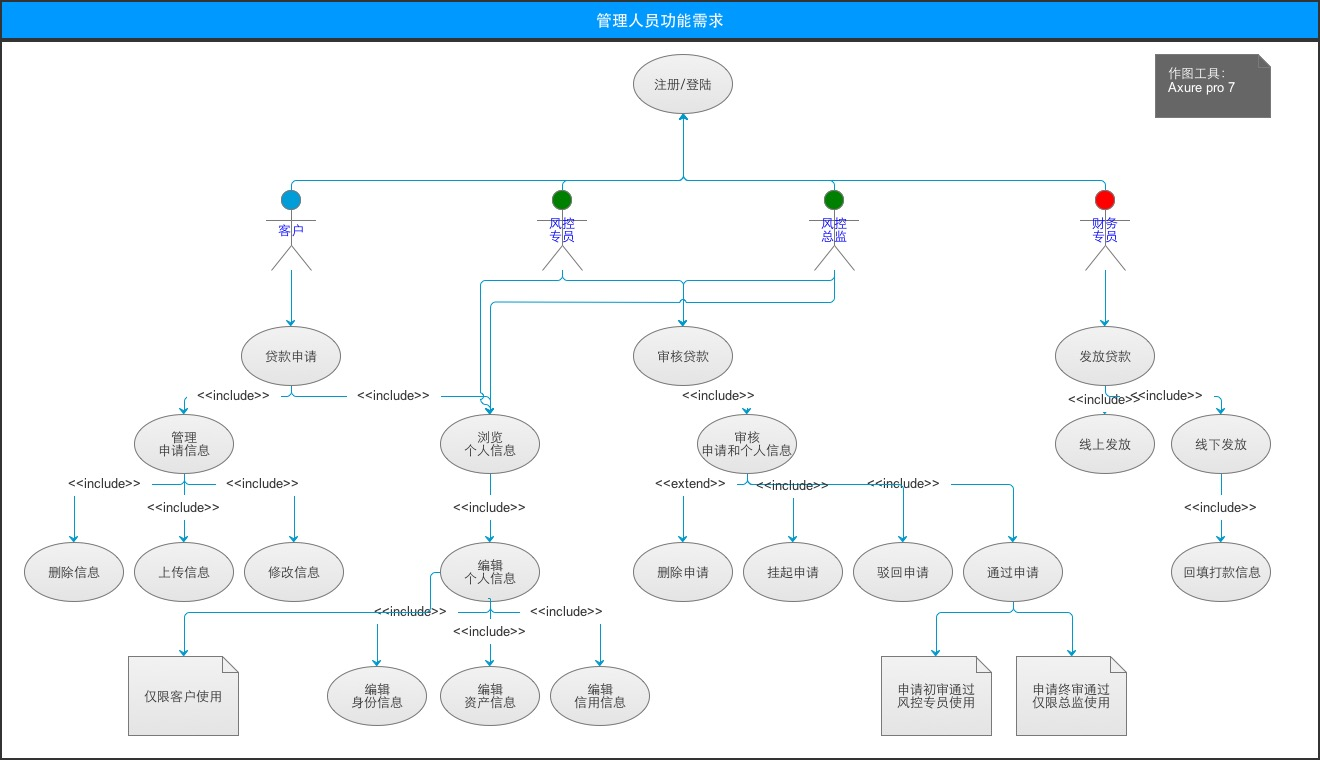 管理人员功能需求
注册/登陆
作图工具：
Axure pro 7
客户
风控
专员
风控
总监
财务
专员
贷款申请
审核贷款
发放贷款
<<include>>
<<include>>
<<include>>
<<include>>
<<include>>
管理
申请信息
浏览
个人信息
审核
申请和个人信息
线上发放
线下发放
<<include>>
<<include>>
<<include>>
<<include>>
<<extend>>
<<include>>
<<include>>
<<include>>
删除信息
上传信息
修改信息
编辑
个人信息
删除申请
挂起申请
驳回申请
通过申请
回填打款信息
<<include>>
<<include>>
<<include>>
仅限客户使用
编辑
身份信息
编辑
资产信息
编辑
信用信息
申请初审通过
风控专员使用
申请终审通过
仅限总监使用